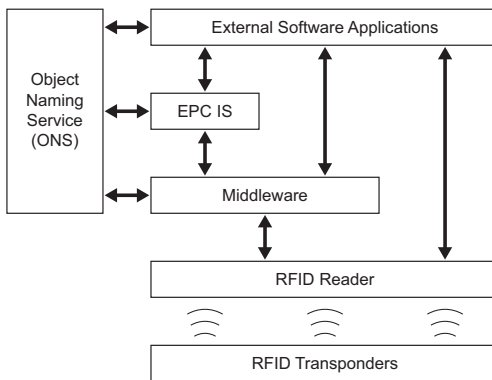 External Software Applications
Object
Naming
Service
(ONS)
EPC IS
Middleware
RFID Reader
RFID Transponders